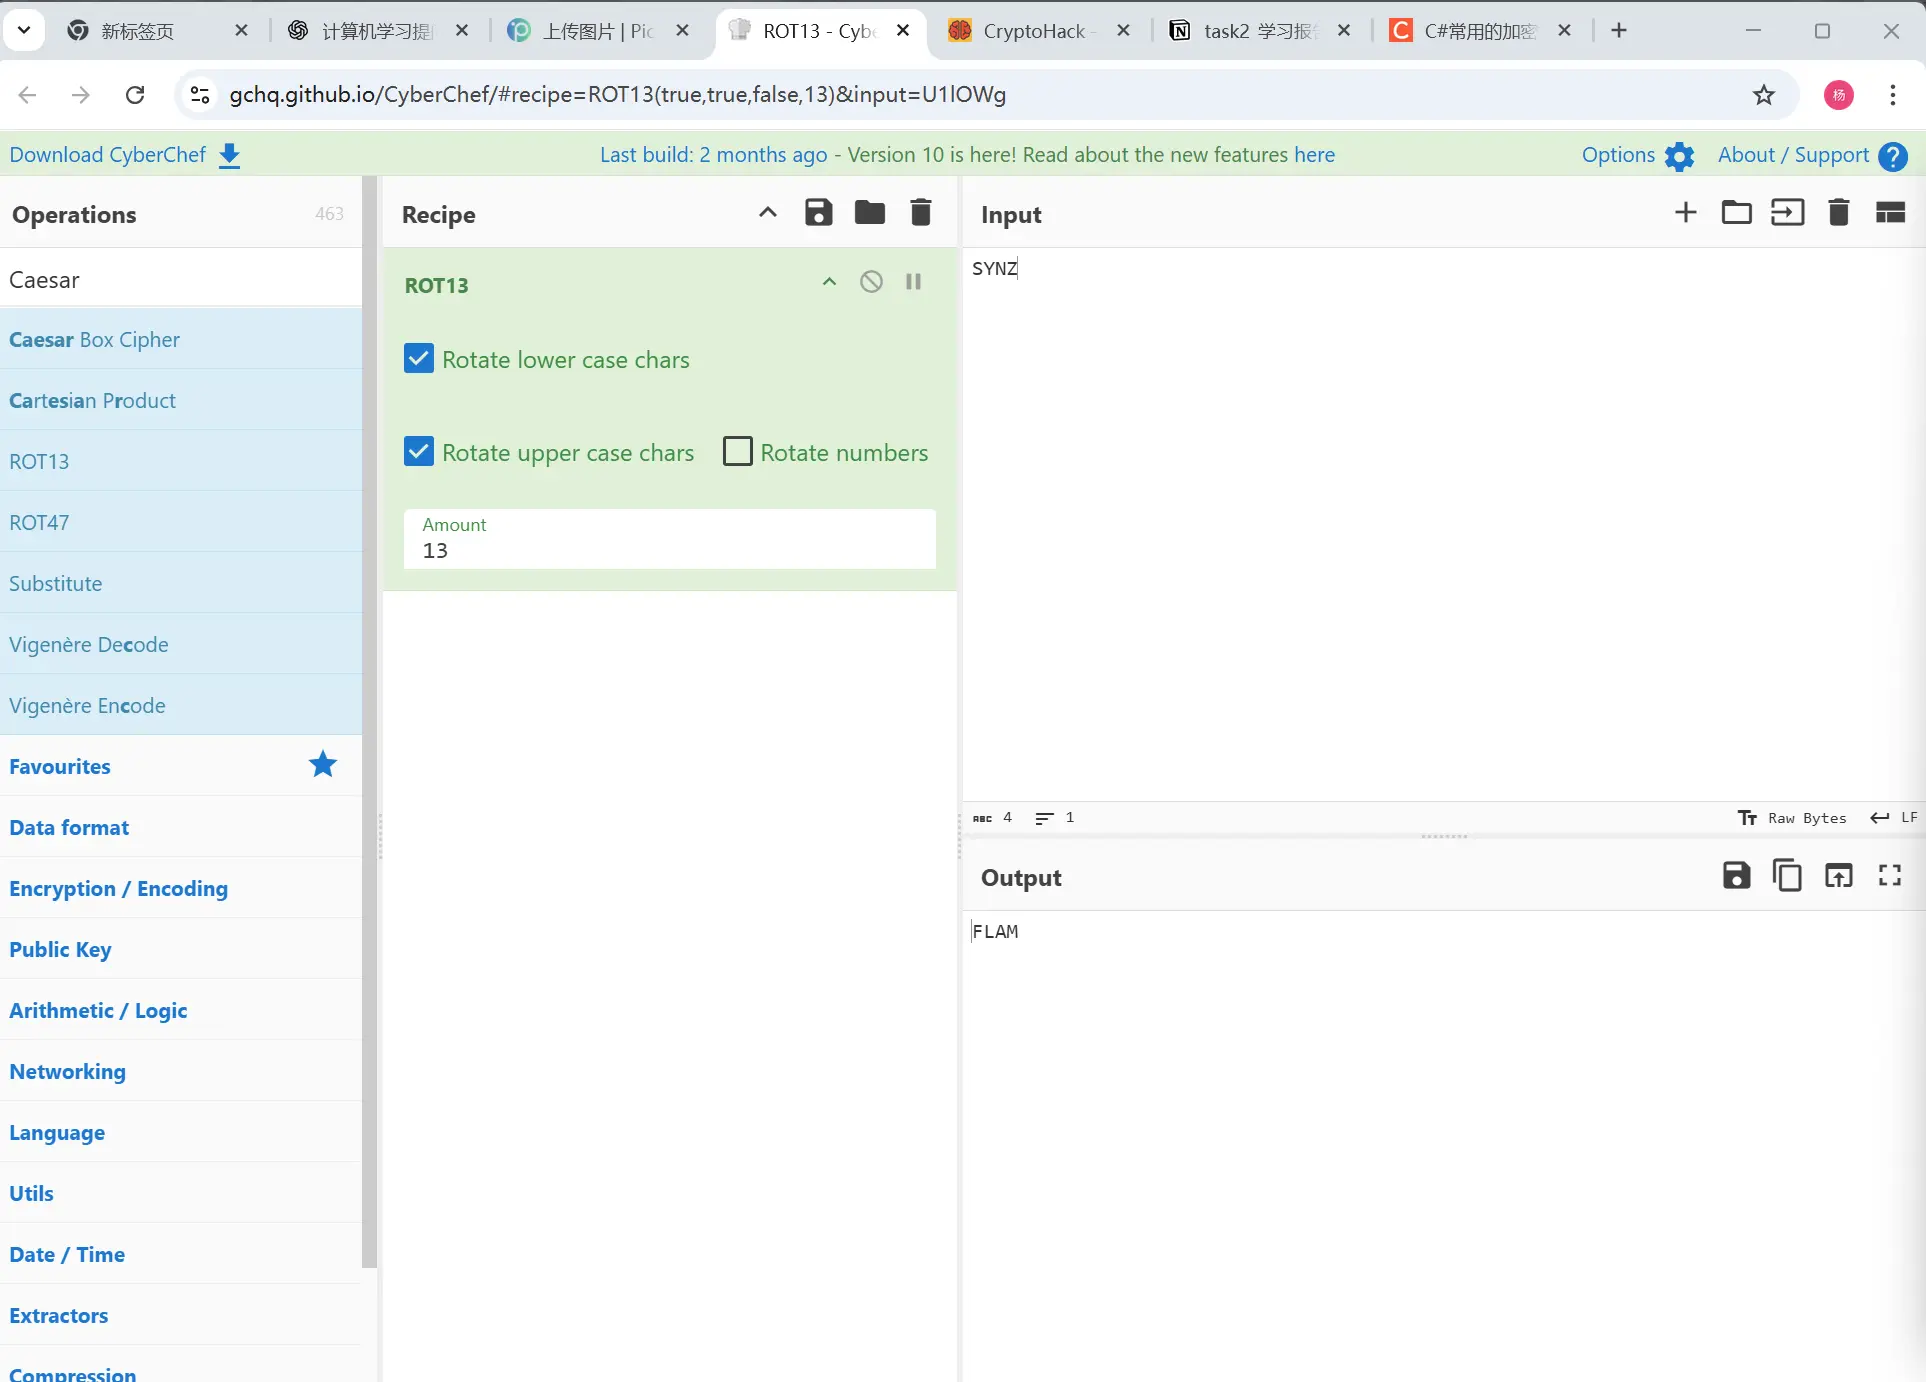 新标签页
计算机学习提
上传图片 | Pic
ROT13 - Cybe
CryptoHack -
task2 学习报告
C#常用的加密
gchq.github.io/CyberChef/#recipe=ROT13(true,true,false,13)&input=U1lOWg
杨
Download CyberChef
Last build: 2 months ago - Version 10 is here! Read about the new features here
Options
About / Support
Operations
463
Caesar
Caesar Box Cipher
Cartesian Product
ROT13
ROT47
Substitute
Vigenère Decode
Vigenère Encode
Favourites
Data format
Encryption / Encoding
Public Key
Arithmetic / Logic
Networking
Language
Utils
Date / Time
Extractors
Compression
Recipe
ROT13
Rotate lower case chars
Rotate upper case chars
Rotate numbers
Amount
13
Input
SYNZ
ABC 4
1
Raw Bytes
LF
Output
FLAM